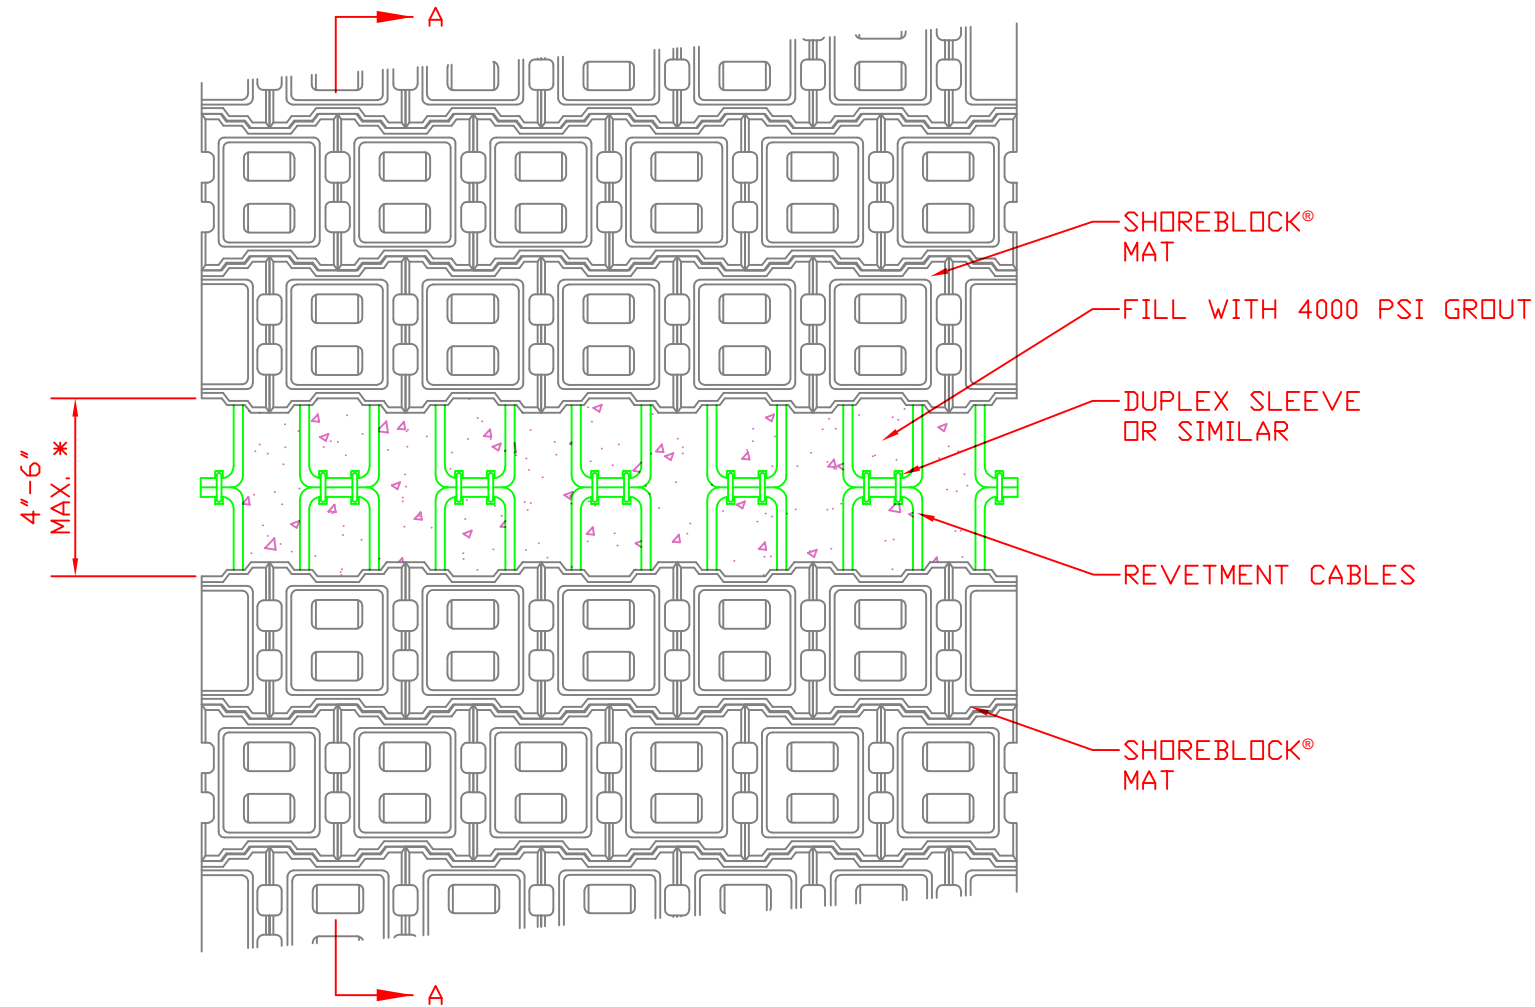 A
SHOREBLOCK®
MAT
FILL WITH 4000 PSI GROUT
DUPLEX SLEEVE
OR SIMILAR
4"-6"
MAX. *
REVETMENT CABLES
SHOREBLOCK®
MAT
A